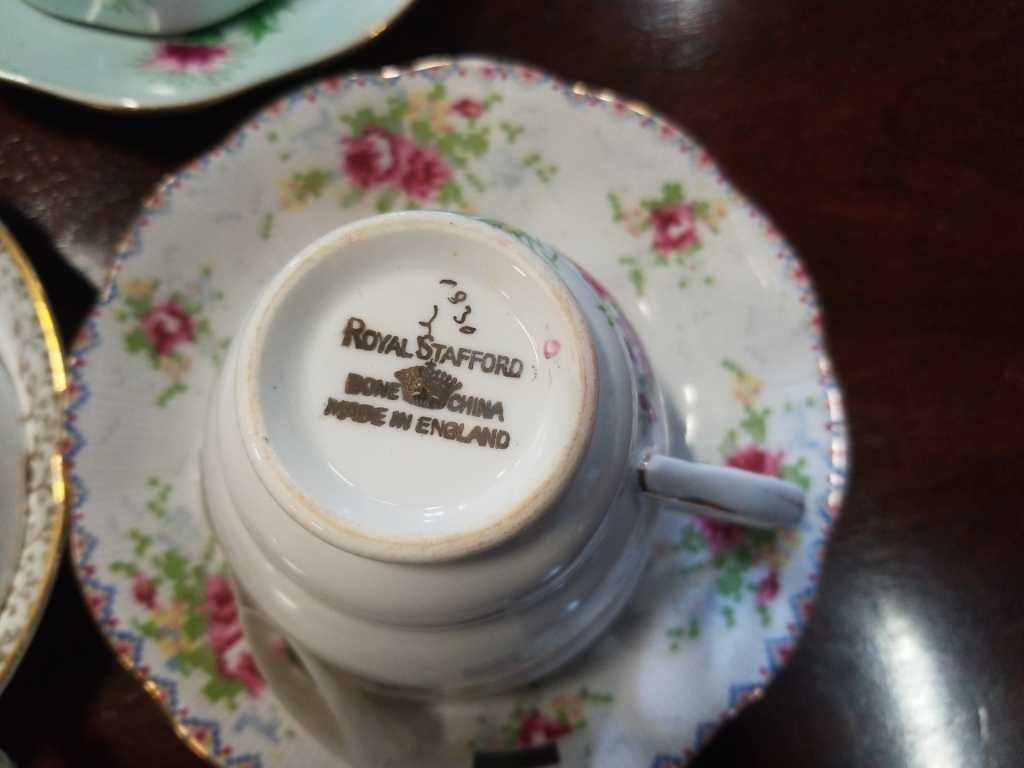 ROYAL STAFFORD
BONE CHINA
MADE IN ENGLAND